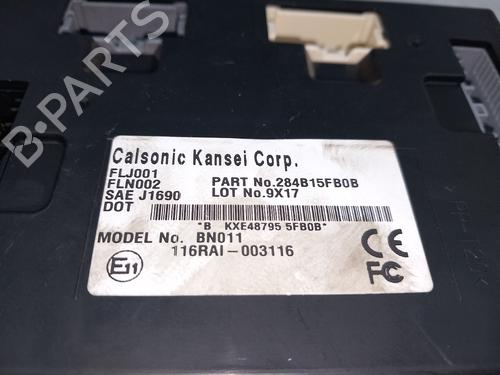 Calsonic Kansei Corp.
FLJ001
FLN002 PART No.284B15FB0B
SAE J1690 LOT No.9X17
DOT
*B KXE48795 5FB0B*
MODEL No. BN011
116RAI-003116
E11
CE
FC
B-PARTS